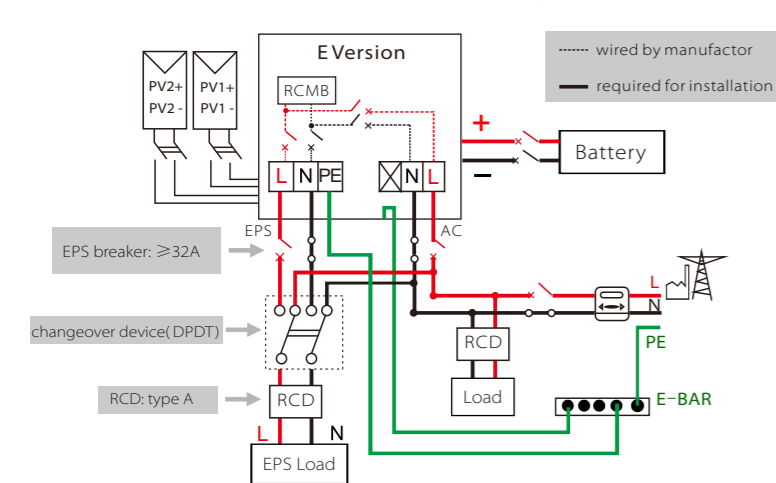 E Version
wired by manufactor
required for installation
PV2+
PV2 -
PV1+
PV1 -
RCMB
+
−
Battery
L N PE
N L
EPS
AC
EPS breaker: ≥32A
changeover device(DPDT)
RCD: type A
RCD
L N
EPS Load
RCD
Load
L
N
PE
E-BAR